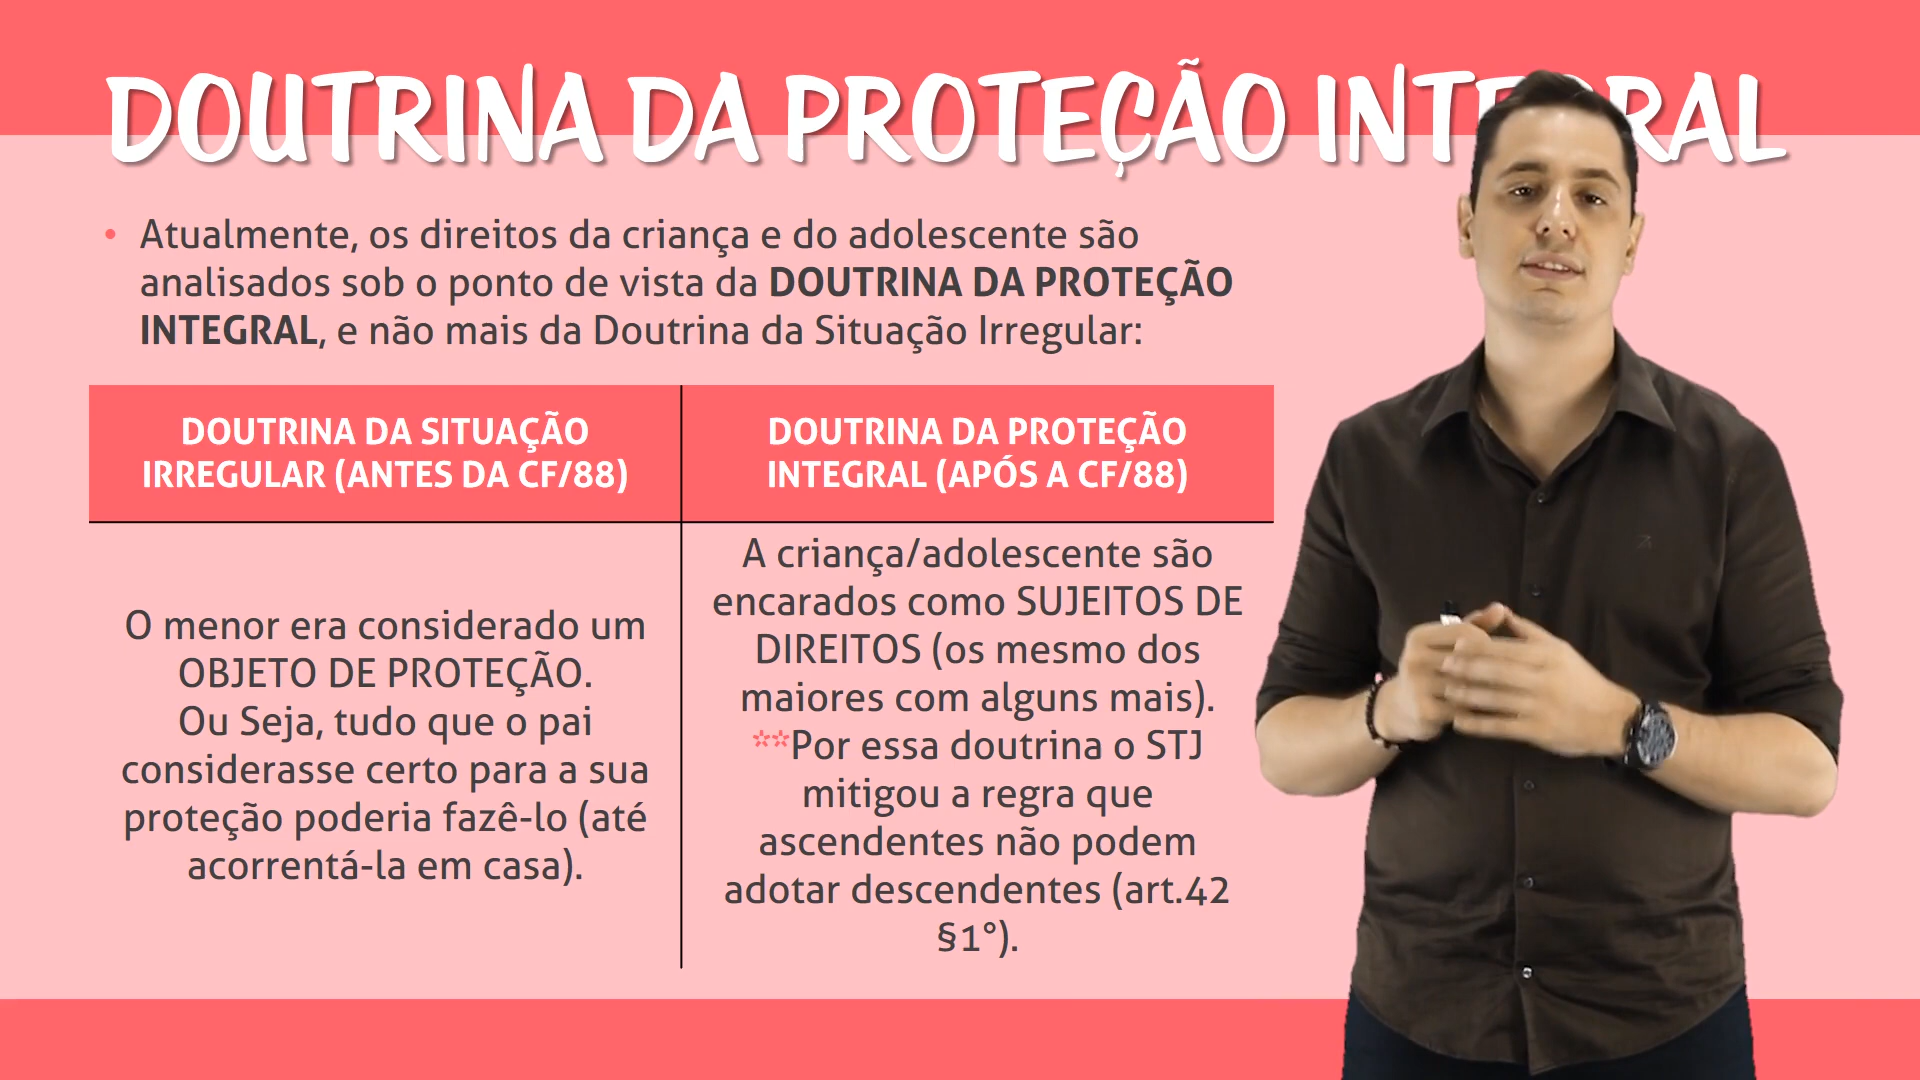 DOUTRINA DA PROTEÇÃO INTEGRAL
• Atualmente, os direitos da criança e do adolescente são
analisados sob o ponto de vista da DOUTRINA DA PROTEÇÃO
INTEGRAL, e não mais da Doutrina da Situação Irregular:
DOUTRINA DA SITUAÇÃO
IRREGULAR (ANTES DA CF/88)
O menor era considerado um
OBJETO DE PROTEÇÃO.
Ou Seja, tudo que o pai
considerasse certo para a sua
proteção poderia fazê-lo (até
acorrentá-la em casa).
DOUTRINA DA PROTEÇÃO
INTEGRAL (APÓS A CF/88)
A criança/adolescente são
encarados como SUJEITOS DE
DIREITOS (os mesmo dos
maiores com alguns mais).
**Por essa doutrina o STJ
mitigou a regra que
ascendentes não podem
adotar descendentes (art.42
§1°).